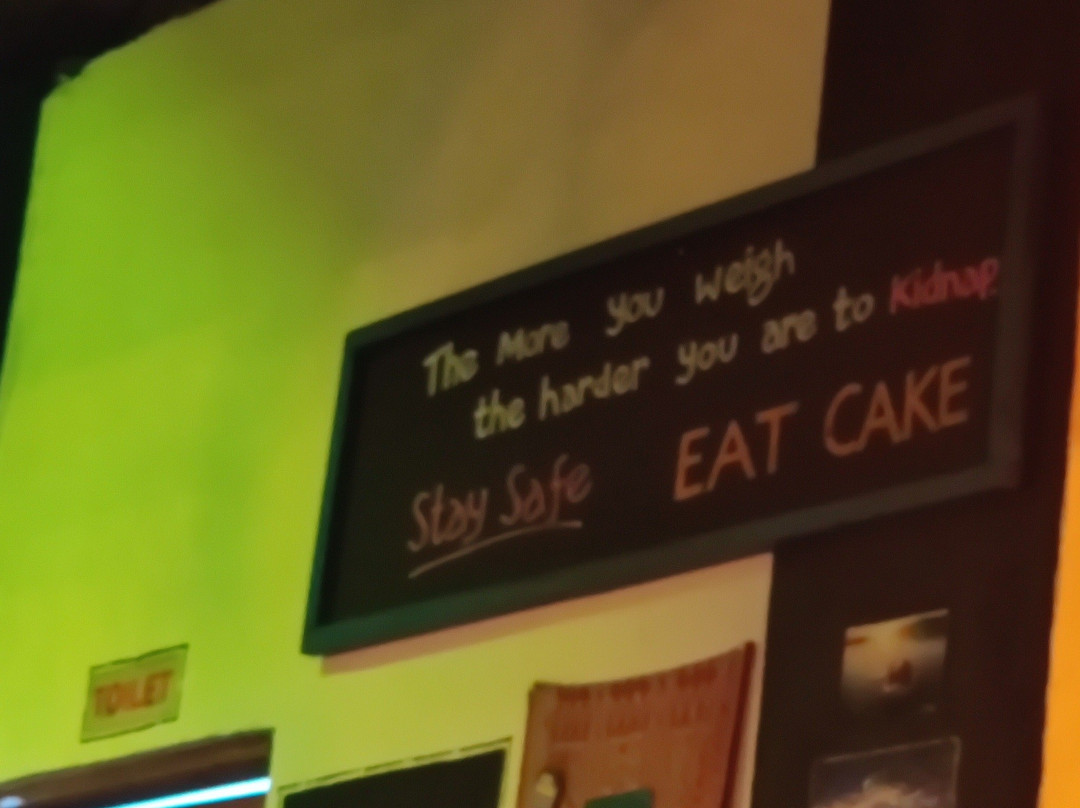 The More you weigh
the harder you are to Kidnap
Stay Safe EAT CAKE
TOILET